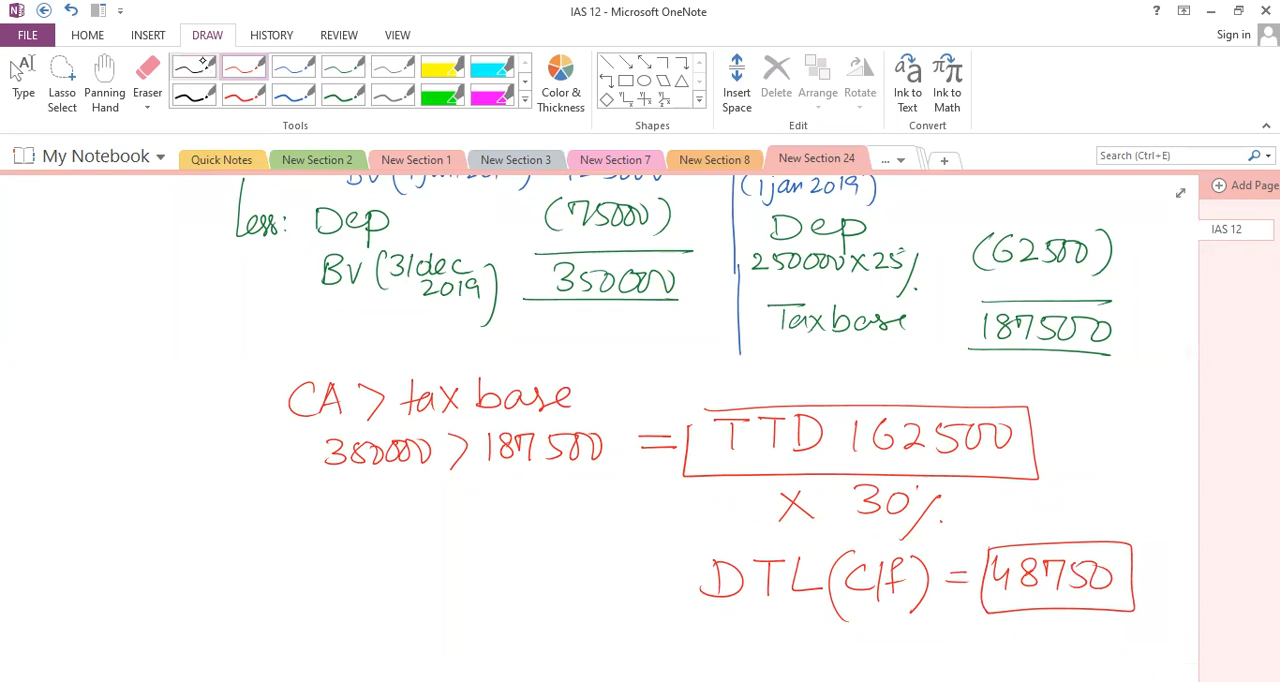 IAS 12 - Microsoft OneNote
?
FILE HOME INSERT DRAW HISTORY REVIEW VIEW
Sign in
Type
Lasso Select
Panning Hand
Eraser
Color & Thickness
Insert Space
Delete
Arrange
Rotate
Ink to Text
Ink to Math
Tools
Shapes
Edit
Convert
My Notebook
Quick Notes New Section 2 New Section 1 New Section 3 New Section 7 New Section 8 New Section 24 ...
Search (Ctrl+E)
Add Page
IAS 12
(1 jan 2019)
Less: Dep (75000)
BV (31 dec 2019) 350000
Dep
250000 X 25% (62500)
Tax base 187500
CA > tax base
350000 > 187500 = TTD 162500
X 30%
DTL (C/f) = 48750